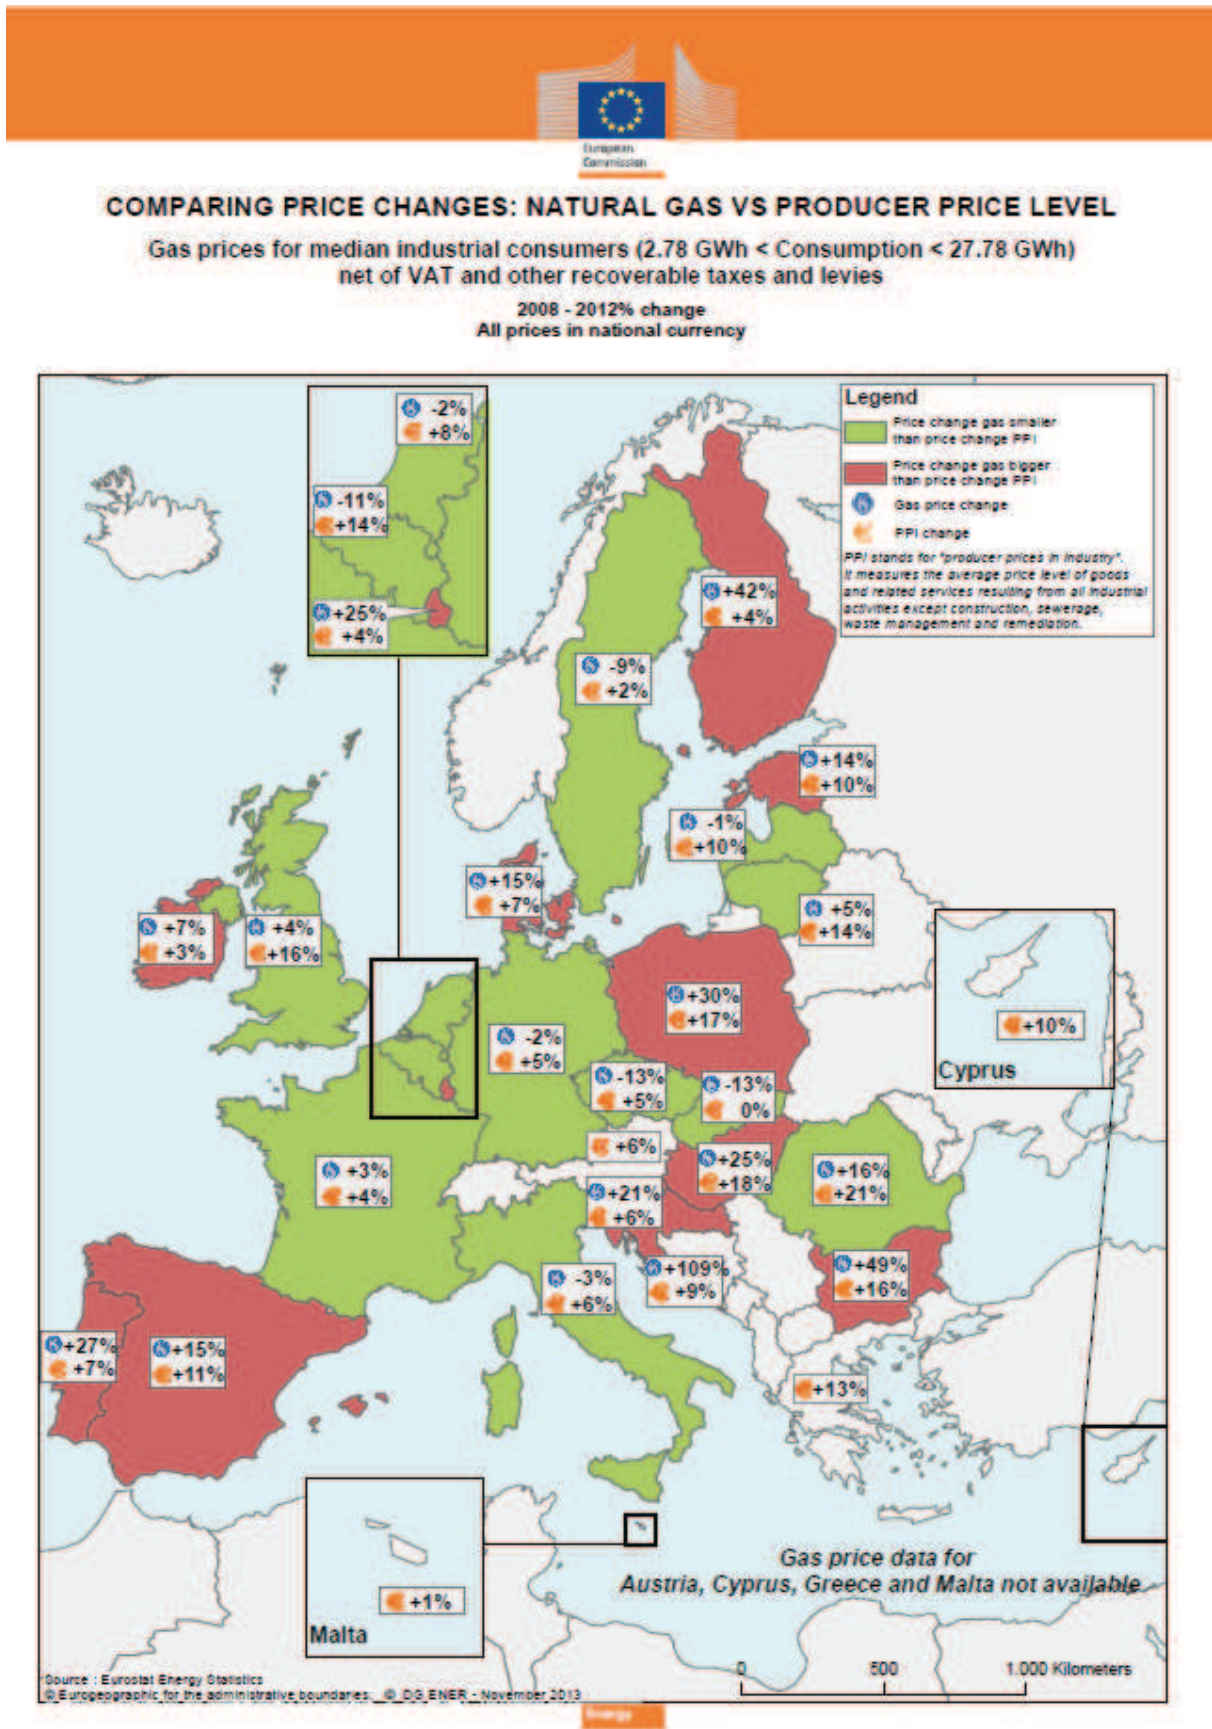 European
Commission
COMPARING PRICE CHANGES: NATURAL GAS VS PRODUCER PRICE LEVEL
Gas prices for median industrial consumers (2.78 GWh < Consumption < 27.78 GWh)
net of VAT and other recoverable taxes and levies
2008 - 2012% change
All prices in national currency
Legend
Price change gas smaller
than price change PPI
Price change gas bigger
than price change PPI
Gas price change
PPI change
PPI stands for "producer prices in industry".
It measures the average price level of goods
and related services resulting from all industrial
activities except construction, sewerage,
waste management and remediation.
-2%
+8%
-11%
+14%
+25%
+4%
+42%
+4%
-9%
+2%
+14%
+10%
-1%
+10%
+15%
+7%
+5%
+14%
+7%
+3%
+4%
+16%
+30%
+17%
+10%
Cyprus
-2%
+5%
-13%
+5%
-13%
0%
+6%
+25%
+18%
+3%
+4%
+16%
+21%
+21%
+6%
+109%
+9%
+49%
+16%
-3%
+6%
+27%
+7%
+15%
+11%
+13%
+1%
Malta
Gas price data for
Austria, Cyprus, Greece and Malta not available
Source : Eurostat Energy Statistics
© Eurogeographic for the administrative boundaries. © DG ENER - November 2013
0 500 1.000 Kilometers
Energy